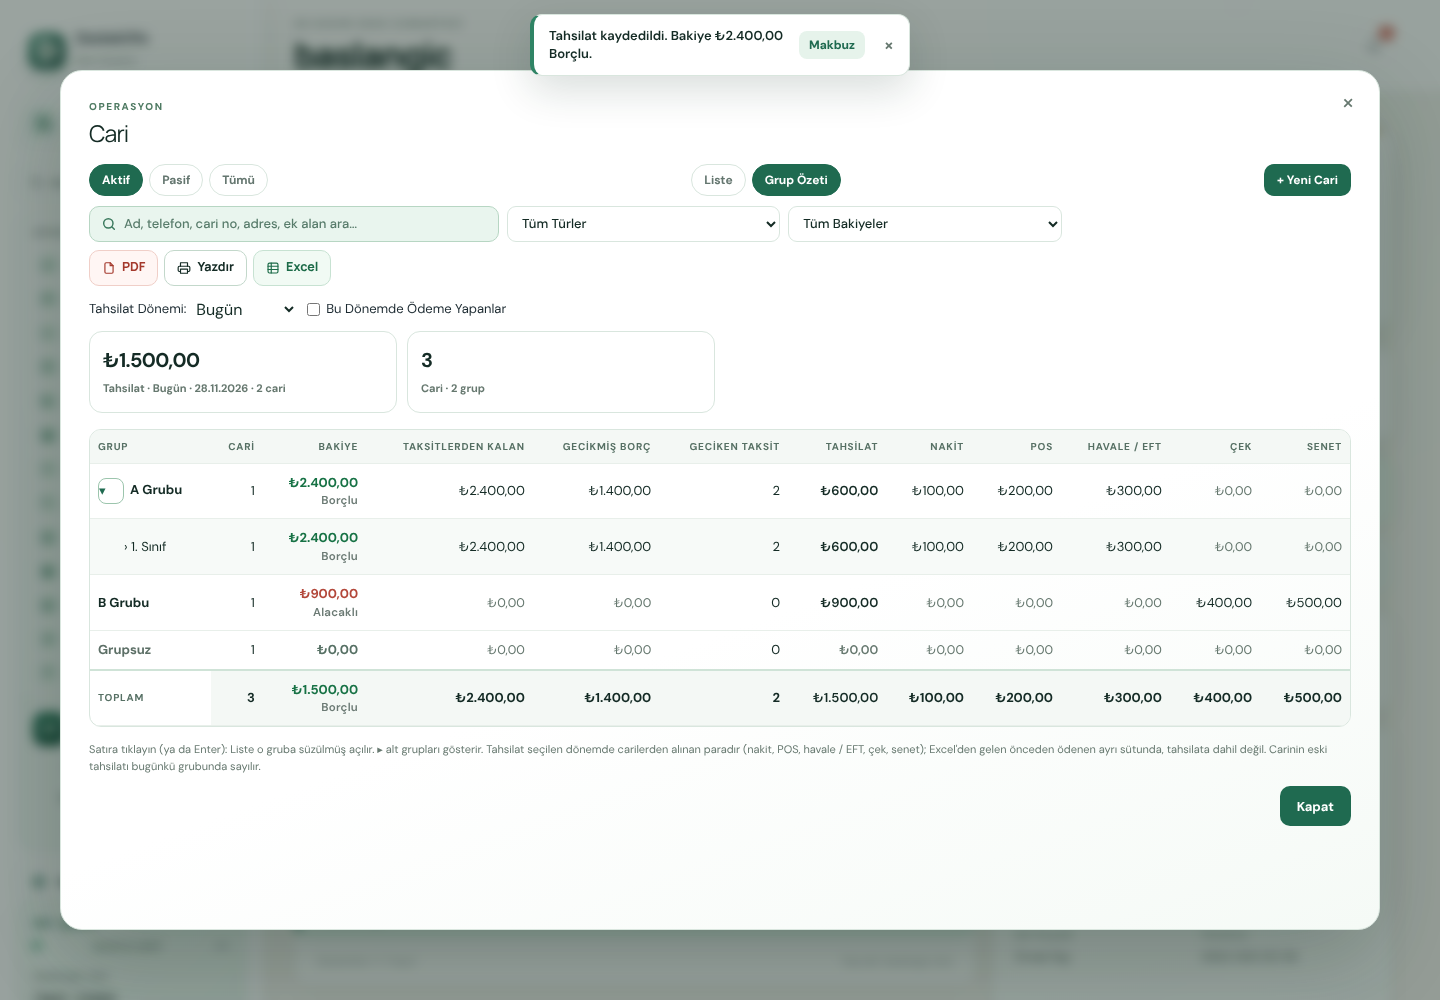 Tahsilat kaydedildi. Bakiye ₺2.400,00
Borçlu.
Makbuz
×
baslangic
OPERASYON
×
Cari
Aktif Pasif Tümü Liste Grup Özeti + Yeni Cari
Ad, telefon, cari no, adres, ek alan ara... Tüm Türler Tüm Bakiyeler
PDF Yazdır Excel
Tahsilat Dönemi: Bugün Bu Dönemde Ödeme Yapanlar
₺1.500,00
Tahsilat · Bugün · 28.11.2026 · 2 cari
3
Cari · 2 grup
GRUP CARİ BAKİYE TAKSİTLERDEN KALAN GECİKMİŞ BORÇ GECİKEN TAKSİT TAHSİLAT NAKİT POS HAVALE / EFT ÇEK SENET
▾ A Grubu 1 ₺2.400,00 Borçlu ₺2.400,00 ₺1.400,00 2 ₺600,00 ₺100,00 ₺200,00 ₺300,00 ₺0,00 ₺0,00
› 1. Sınıf 1 ₺2.400,00 Borçlu ₺2.400,00 ₺1.400,00 2 ₺600,00 ₺100,00 ₺200,00 ₺300,00 ₺0,00 ₺0,00
B Grubu 1 ₺900,00 Alacaklı ₺0,00 ₺0,00 0 ₺900,00 ₺0,00 ₺0,00 ₺0,00 ₺400,00 ₺500,00
Grupsuz 1 ₺0,00 ₺0,00 ₺0,00 0 ₺0,00 ₺0,00 ₺0,00 ₺0,00 ₺0,00 ₺0,00
TOPLAM 3 ₺1.500,00 Borçlu ₺2.400,00 ₺1.400,00 2 ₺1.500,00 ₺100,00 ₺200,00 ₺300,00 ₺400,00 ₺500,00
Satıra tıklayın (ya da Enter): Liste o gruba süzülmüş açılır. ▸ alt grupları gösterir. Tahsilat seçilen dönemde carilerden alınan paradır (nakit, POS, havale / EFT, çek, senet); Excel'den gelen önceden ödenen ayrı sütunda, tahsilata dahil değil. Carinin eski
tahsilatı bugünkü grubunda sayılır.
Kapat